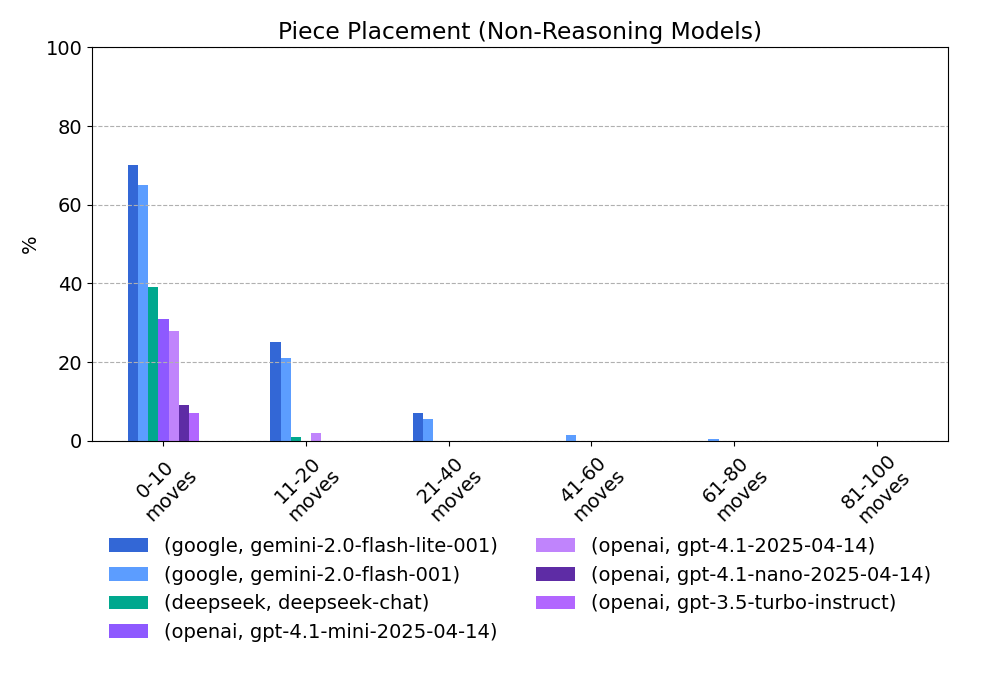 Piece Placement (Non-Reasoning Models)
100
80
60
40
20
0
%
0-10
moves
11-20
moves
21-40
moves
41-60
moves
61-80
moves
81-100
moves
(google, gemini-2.0-flash-lite-001)
(google, gemini-2.0-flash-001)
(deepseek, deepseek-chat)
(openai, gpt-4.1-mini-2025-04-14)
(openai, gpt-4.1-2025-04-14)
(openai, gpt-4.1-nano-2025-04-14)
(openai, gpt-3.5-turbo-instruct)